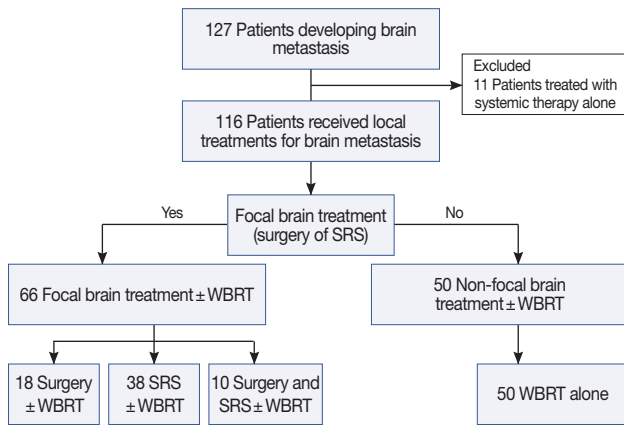 127 Patients developing brain
metastasis
Excluded
11 Patients treated with
systemic therapy alone
116 Patients received local
treatments for brain metastasis
Yes
Focal brain treatment
(surgery of SRS)
No
66 Focal brain treatment ± WBRT
50 Non-focal brain
treatment ± WBRT
18 Surgery
± WBRT
38 SRS
± WBRT
10 Surgery and
SRS ± WBRT
50 WBRT alone